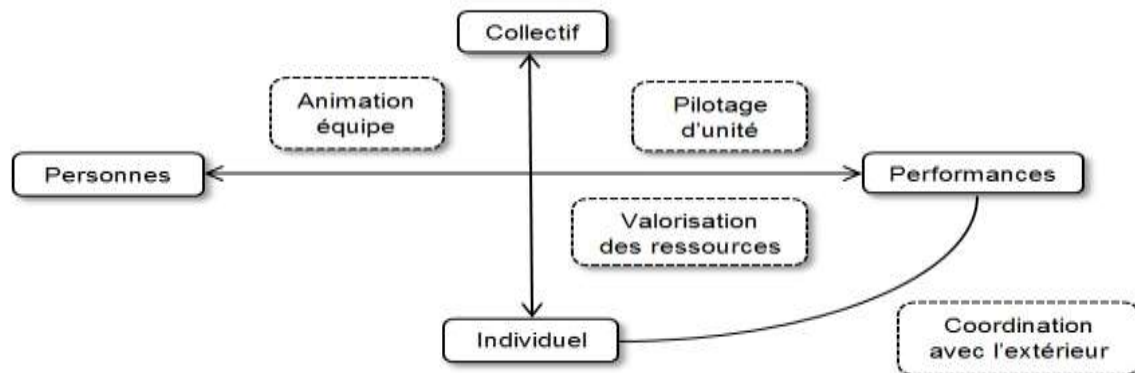 Collectif
Animation
équipe
Pilotage
d'unité
Personnes
Performances
Valorisation
des ressources
Individuel
Coordination
avec l'extérieur